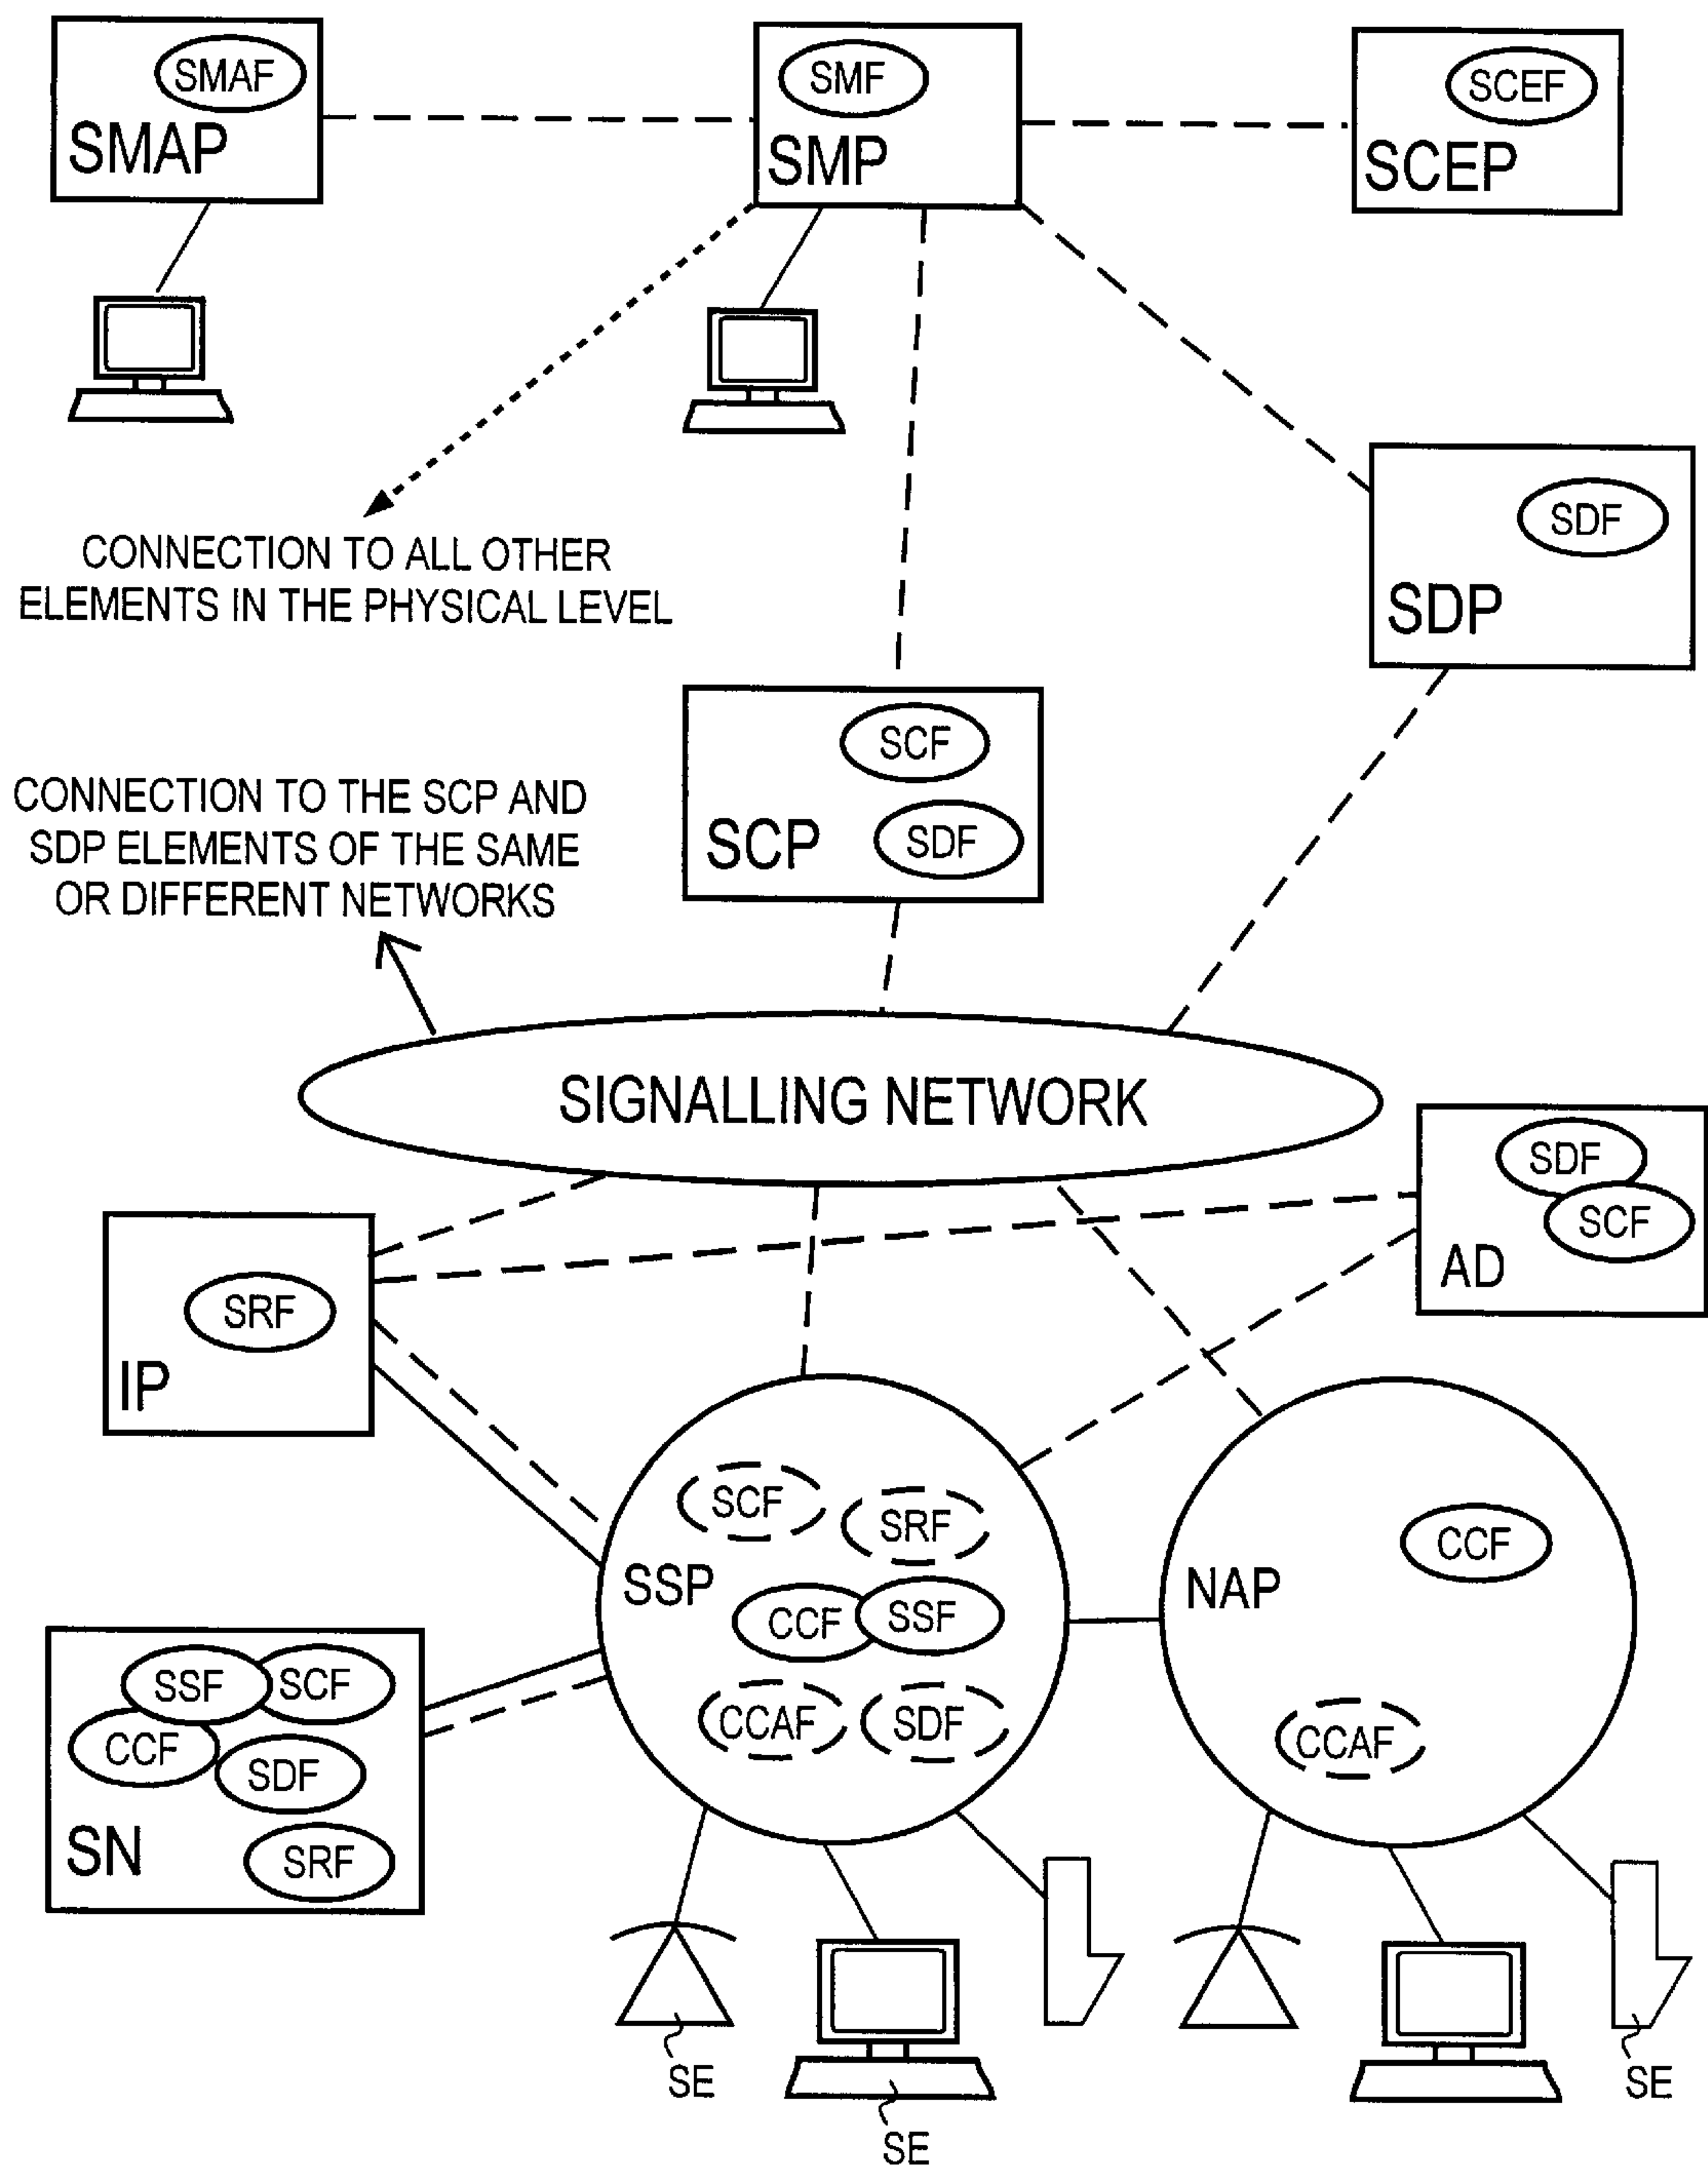 SMAF
SMAP
SMF
SMP
SCEF
SCEP
CONNECTION TO ALL OTHER
ELEMENTS IN THE PHYSICAL LEVEL
SDF
SDP
SCF
SDF
SCP
CONNECTION TO THE SCP AND
SDP ELEMENTS OF THE SAME
OR DIFFERENT NETWORKS
SIGNALLING NETWORK
SDF
SCF
AD
SRF
IP
SCF
SRF
SSP
CCF
SSF
CCAF
SDF
CCF
NAP
CCAF
SSF
SCF
CCF
SDF
SN
SRF
SE
SE
SE